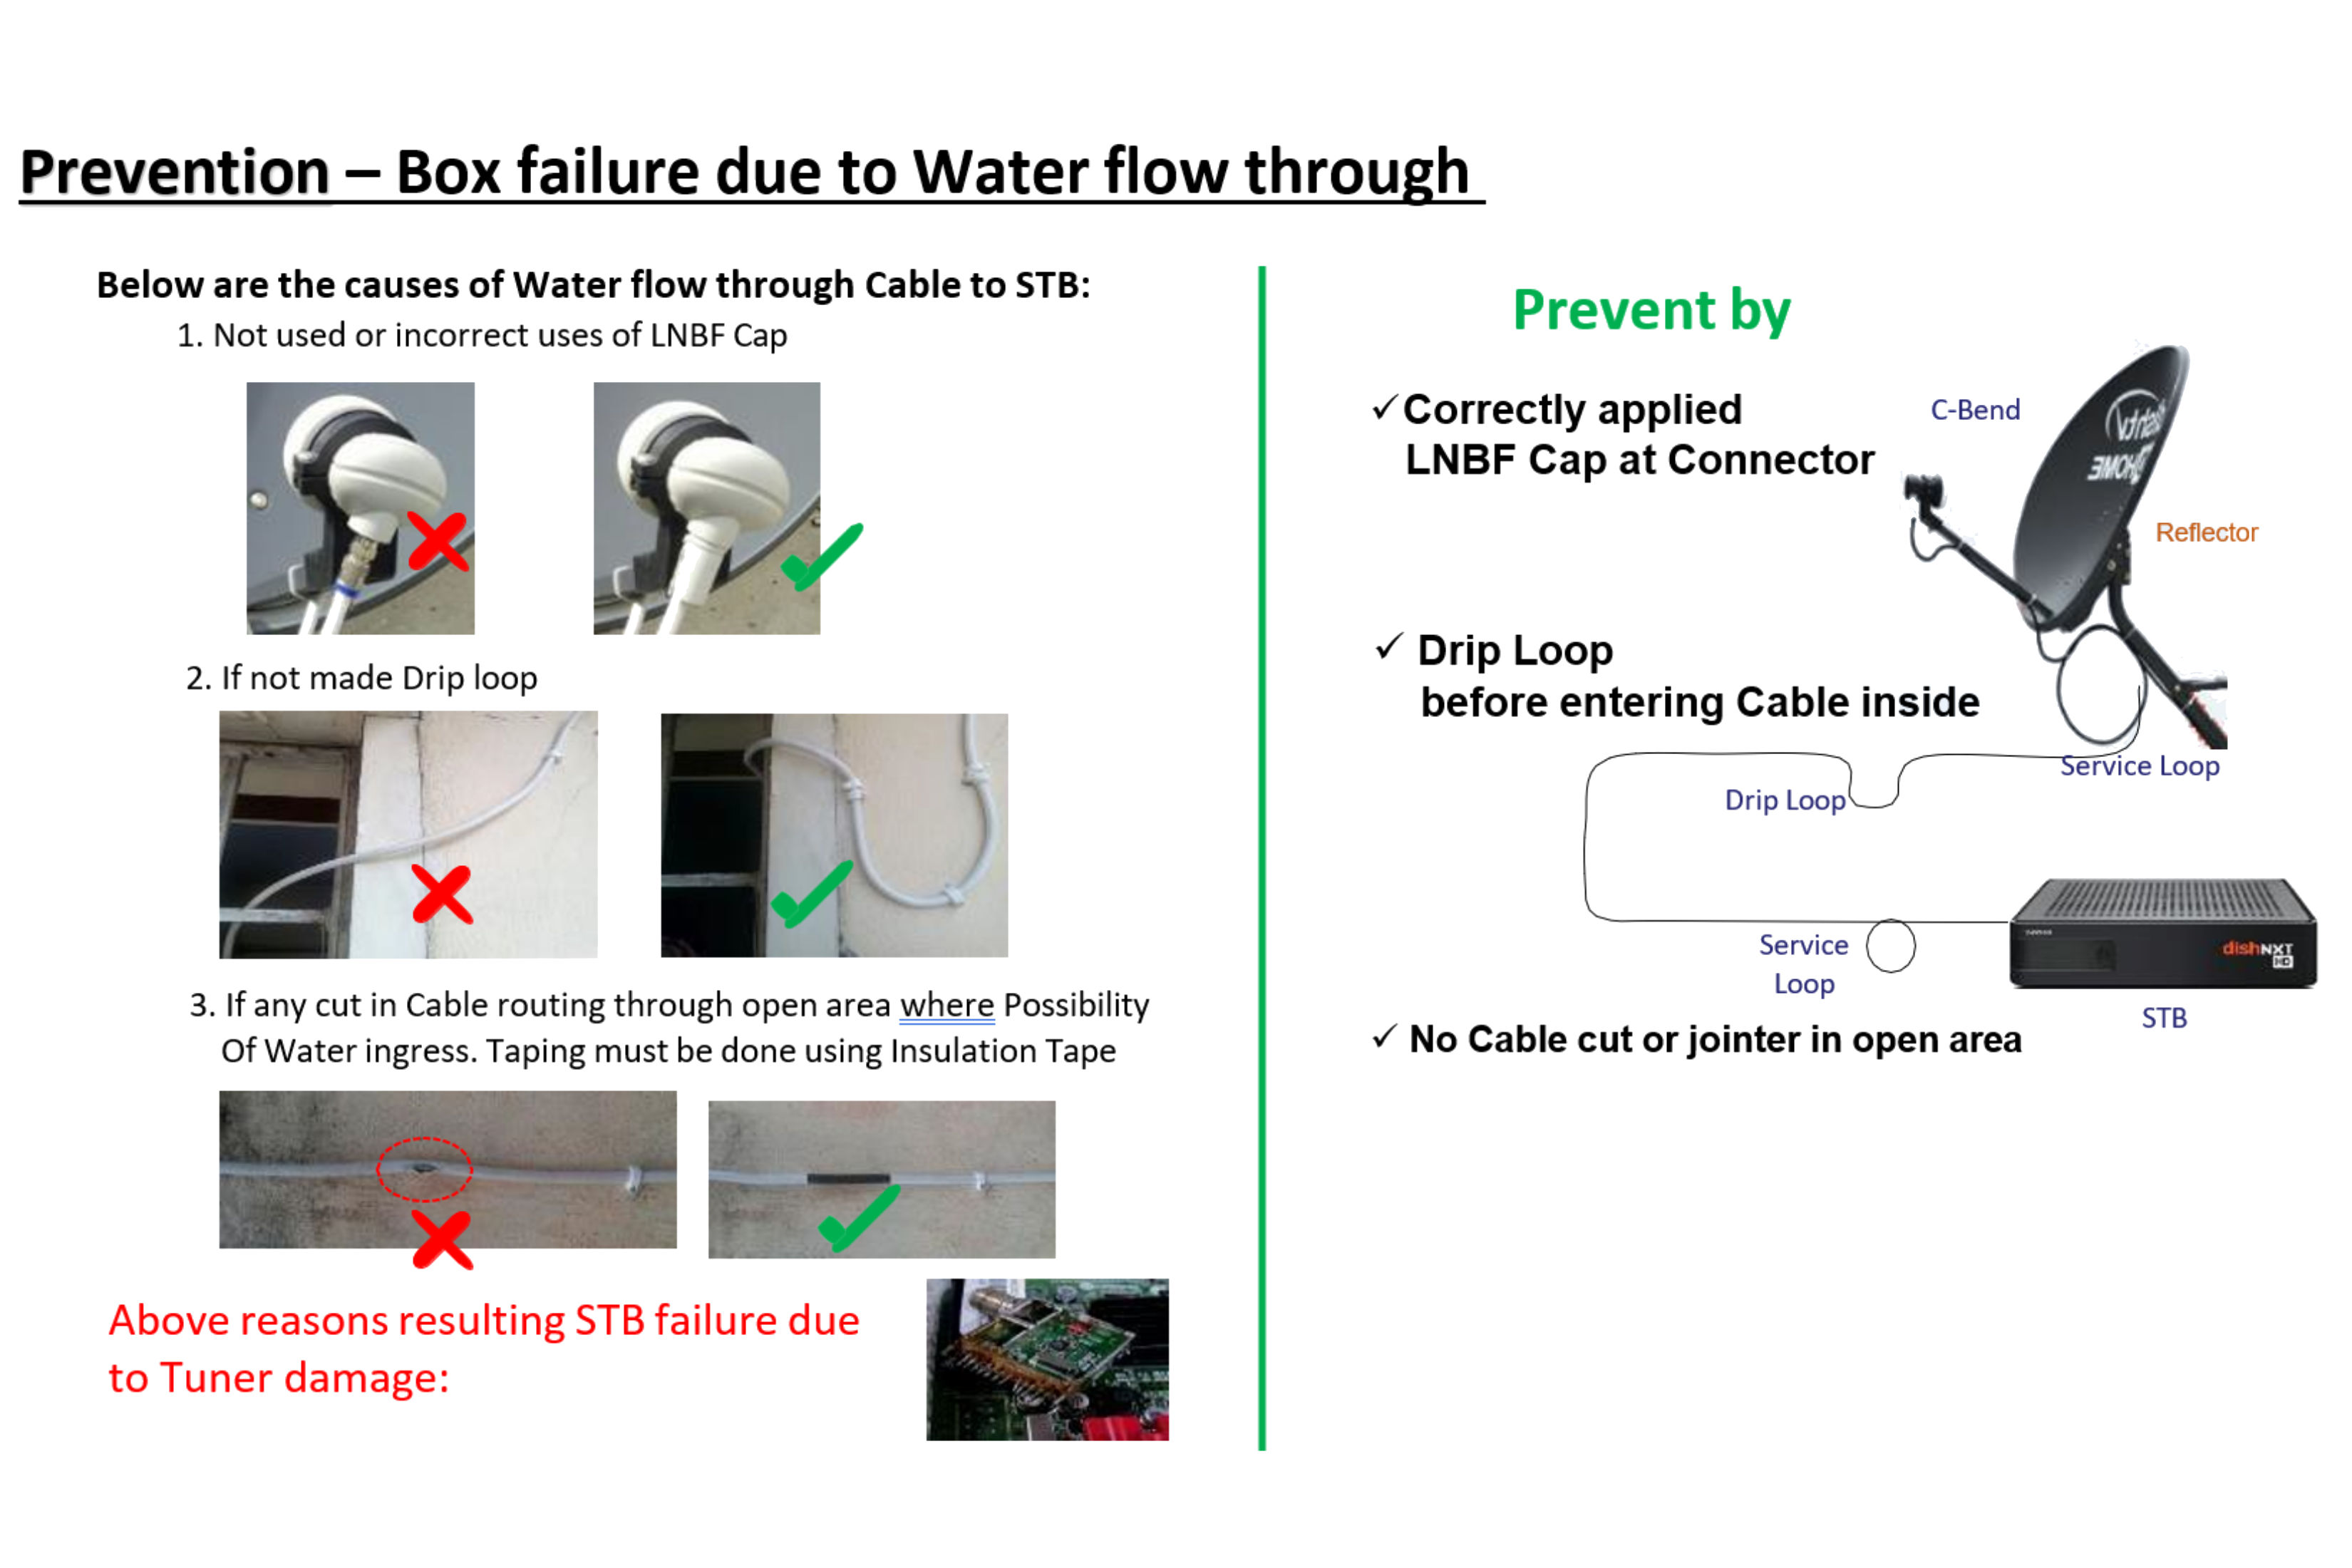 Prevention – Box failure due to Water flow through
Below are the causes of Water flow through Cable to STB:
1. Not used or incorrect uses of LNBF Cap
2. If not made Drip loop
3. If any cut in Cable routing through open area where Possibility
Of Water ingress. Taping must be done using Insulation Tape
Above reasons resulting STB failure due
to Tuner damage:
Prevent by
✓Correctly applied
LNBF Cap at Connector
✓ Drip Loop
before entering Cable inside
✓ No Cable cut or jointer in open area
C-Bend
dishtv
HOME
Reflector
Service Loop
Drip Loop
Service
Loop
dishNXT
HD
STB